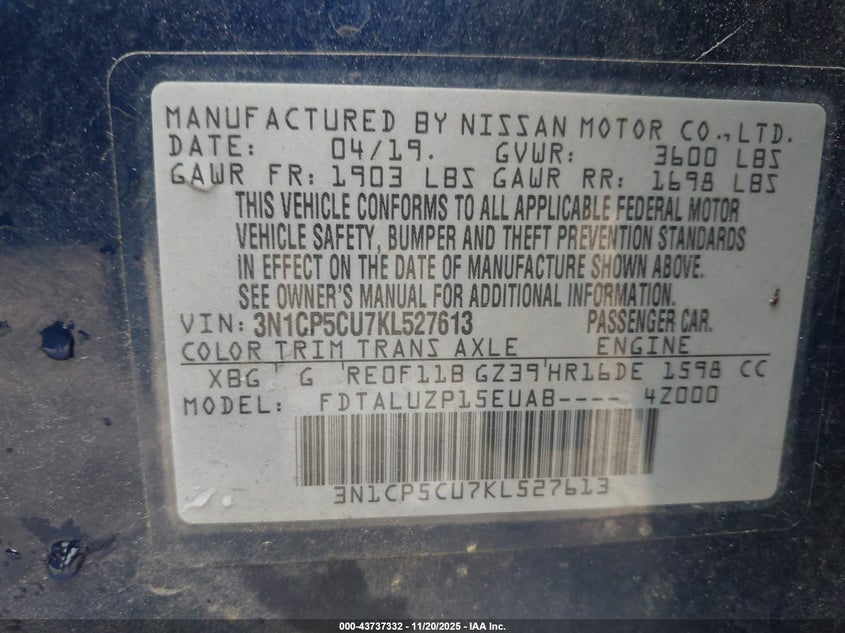 MANUFACTURED BY NISSAN MOTOR CO., LTD.
DATE: 04/19. GVWR: 3600 LBS
GAWR FR: 1903 LBS GAWR RR: 1698 LBS
THIS VEHICLE CONFORMS TO ALL APPLICABLE FEDERAL MOTOR
VEHICLE SAFETY, BUMPER AND THEFT PREVENTION STANDARDS
IN EFFECT ON THE DATE OF MANUFACTURE SHOWN ABOVE.
SEE OWNER'S MANUAL FOR ADDITIONAL INFORMATION.
VIN: 3N1CP5CU7KL527613 PASSENGER CAR.
COLOR TRIM TRANS AXLE ENGINE
XBG G RE0F11B GZ39 HR16DE 1598 CC
MODEL: FDTALUZP15EUAB---- 4Z000
3N1CP5CU7KL527613
000-43737332 - 11/20/2025 - IAA Inc.